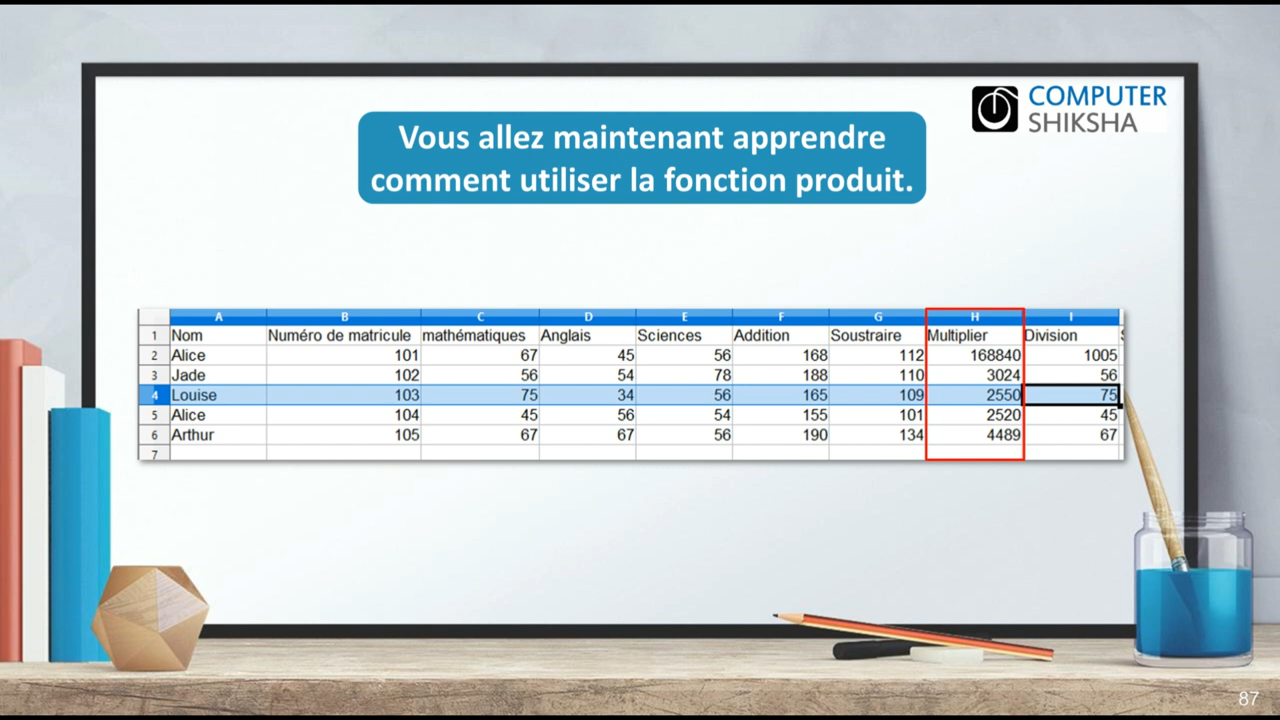 COMPUTER
SHIKSHA
Vous allez maintenant apprendre
comment utiliser la fonction produit.
A B C D E F G H I
1 Nom Numéro de matricule mathématiques Anglais Sciences Addition Soustraire Multiplier Division
2 Alice 101 67 45 56 168 112 168840 1005
3 Jade 102 56 54 78 188 110 3024 56
4 Louise 103 75 34 56 165 109 2550 75
5 Alice 104 45 56 54 155 101 2520 45
6 Arthur 105 67 67 56 190 134 4489 67
7
87